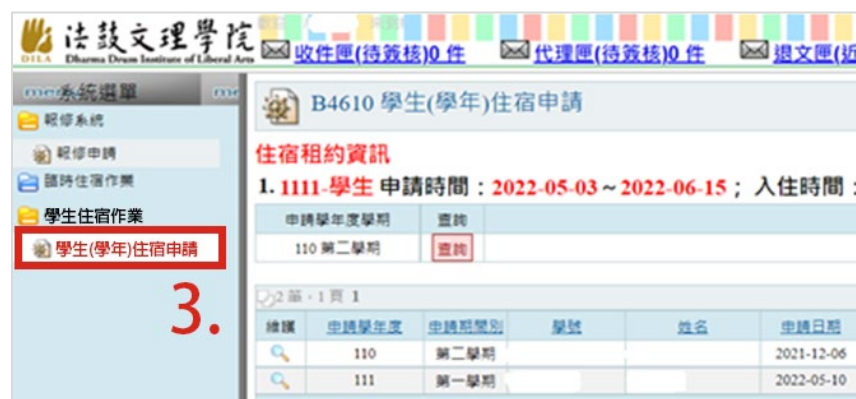 法鼓文理學院
DILA Dharma Drum Institute of Liberal Arts
收件匣(待簽核)0 件 代理匣(待簽核)0 件 退文匣(近
系統選單
報修系統
報修申請
臨時住宿作業
學生住宿作業
學生(學年)住宿申請
3.
B4610 學生(學年)住宿申請
住宿租約資訊
1. 1111-學生 申請時間：2022-05-03～2022-06-15； 入住時間：
申請學年度學期 查詢
110 第二學期 查詢
2 筆，1 頁 1
維護 申請學年度 申請期間別 學號 姓名 申請日期
110 第二學期 2021-12-06
111 第一學期 2022-05-10